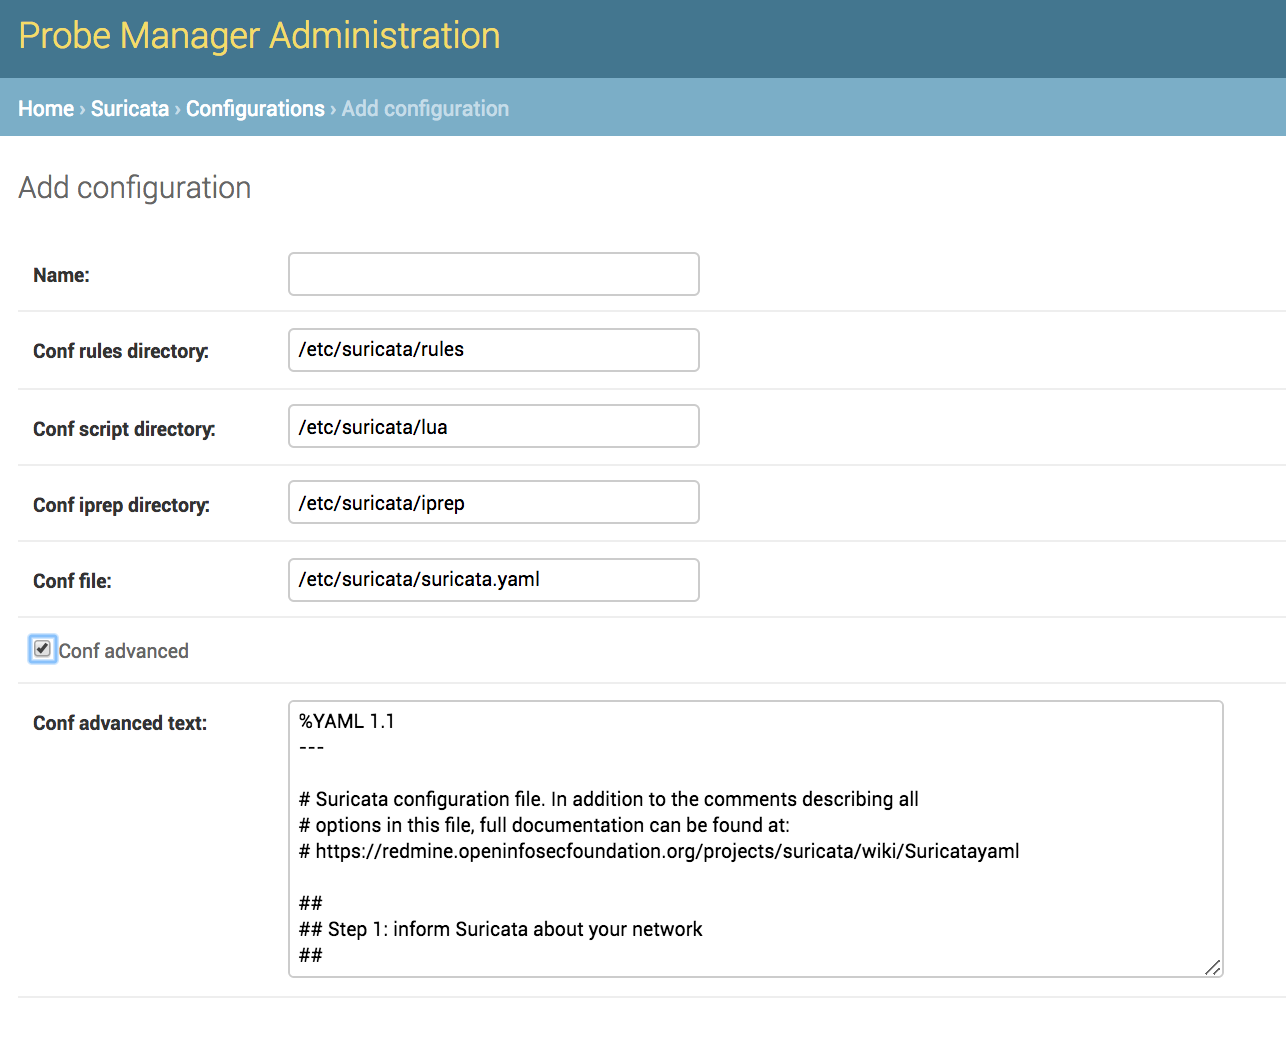 Probe Manager Administration
Home › Suricata › Configurations › Add configuration
Add configuration
Name:
Conf rules directory: /etc/suricata/rules
Conf script directory: /etc/suricata/lua
Conf iprep directory: /etc/suricata/iprep
Conf file: /etc/suricata/suricata.yaml
Conf advanced
Conf advanced text: %YAML 1.1
---
# Suricata configuration file. In addition to the comments describing all
# options in this file, full documentation can be found at:
# https://redmine.openinfosecfoundation.org/projects/suricata/wiki/Suricatayaml
##
## Step 1: inform Suricata about your network
##